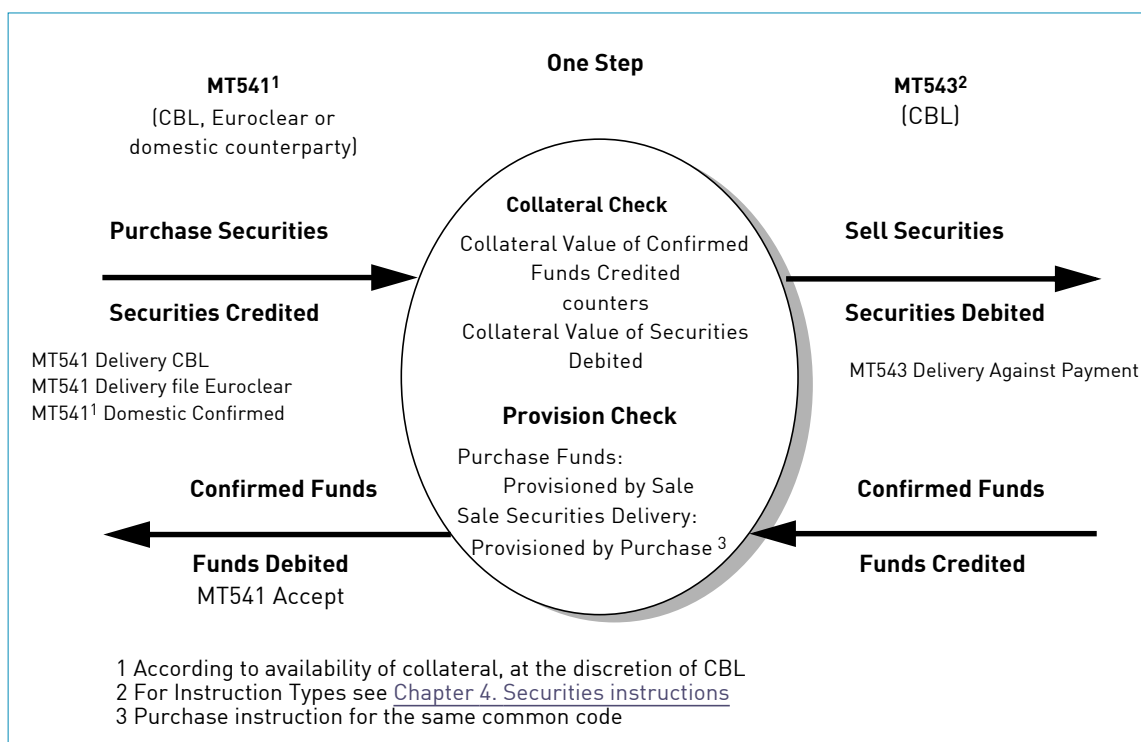 One Step
MT541¹
(CBL, Euroclear or
domestic counterparty)
MT543²
(CBL)
Purchase Securities
Securities Credited
MT541 Delivery CBL
MT541 Delivery file Euroclear
MT541¹ Domestic Confirmed
Confirmed Funds
Funds Debited
MT541 Accept
Collateral Check
Collateral Value of Confirmed
Funds Credited
counters
Collateral Value of Securities
Debited
Provision Check
Purchase Funds:
Provisioned by Sale
Sale Securities Delivery:
Provisioned by Purchase ³
Sell Securities
Securities Debited
MT543 Delivery Against Payment
Confirmed Funds
Funds Credited
1 According to availability of collateral, at the discretion of CBL
2 For Instruction Types see Chapter 4. Securities instructions
3 Purchase instruction for the same common code